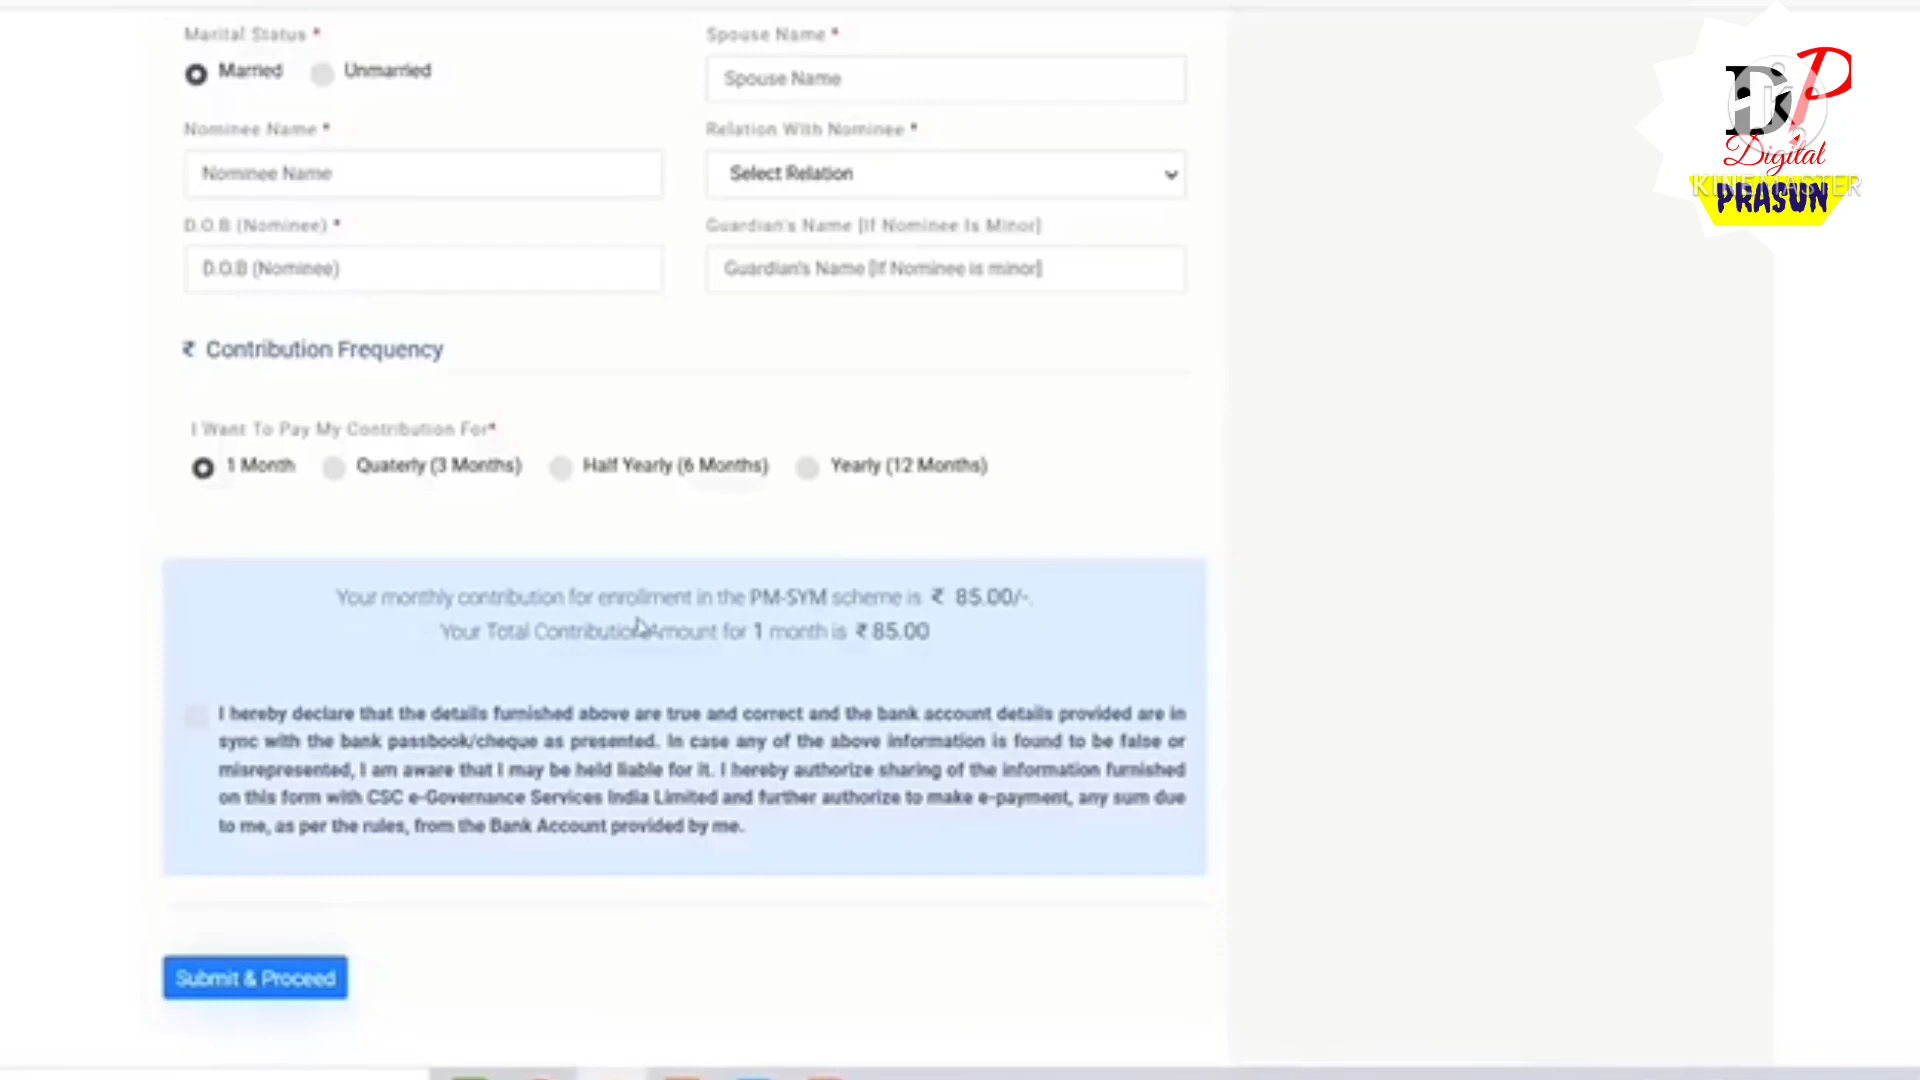 Marital Status *
Married
Unmarried
Spouse Name *
Spouse Name
Nominee Name *
Nominee Name
Relation With Nominee *
Select Relation
D.O.B (Nominee) *
D.O.B (Nominee)
Guardian's Name [If Nominee Is Minor]
Guardian's Name [If Nominee is minor]
₹ Contribution Frequency
I Want To Pay My Contribution For*
1 Month
Quaterly (3 Months)
Half Yearly (6 Months)
Yearly (12 Months)
Your monthly contribution for enrollment in the PM-SYM scheme is ₹ 85.00/-.
Your Total Contribution Amount for 1 month is ₹ 85.00
I hereby declare that the details furnished above are true and correct and the bank account details provided are in
sync with the bank passbook/cheque as presented. In case any of the above information is found to be false or
misrepresented, I am aware that I may be held liable for it. I hereby authorize sharing of the information furnished
on this form with CSC e-Governance Services India Limited and further authorize to make e-payment, any sum due
to me, as per the rules, from the Bank Account provided by me.
Submit & Proceed
DP
Digital
KINEMASTER
PRASUN